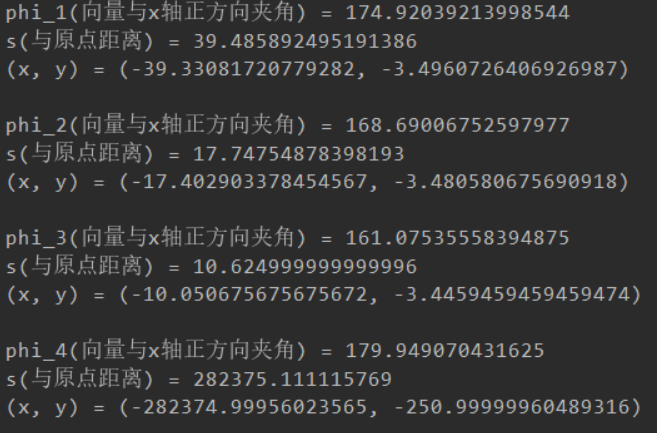 phi_1(向量与x轴正方向夹角) = 174.92039213998544
s(与原点距离) = 39.485892495191386
(x, y) = (-39.33081720779282, -3.4960726406926987)
phi_2(向量与x轴正方向夹角) = 168.69006752597977
s(与原点距离) = 17.74754878398193
(x, y) = (-17.402903378454567, -3.480580675690918)
phi_3(向量与x轴正方向夹角) = 161.07535558394875
s(与原点距离) = 10.624999999999996
(x, y) = (-10.050675675675672, -3.4459459459459474)
phi_4(向量与x轴正方向夹角) = 179.949070431625
s(与原点距离) = 282375.111115769
(x, y) = (-282374.99956023565, -250.99999960489316)